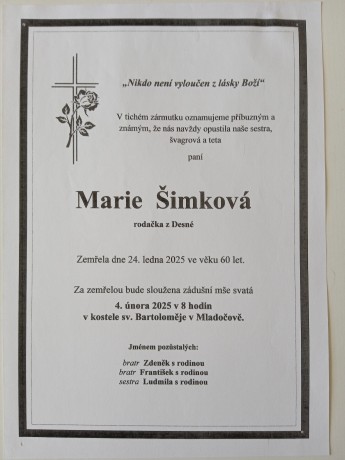 „Nikdo není vyloučen z lásky Boží“
V tichém zármutku oznamujeme příbuzným a
známým, že nás navždy opustila naše sestra,
švagrová a teta
paní
Marie Šimková
rodačka z Desné
Zemřela dne 24. ledna 2025 ve věku 60 let.
Za zemřelou bude sloužena zádušní mše svatá
4. února 2025 v 8 hodin
v kostele sv. Bartoloměje v Mladočově.
Jménem pozůstalých:
bratr Zdeněk s rodinou
bratr František s rodinou
sestra Ludmila s rodinou